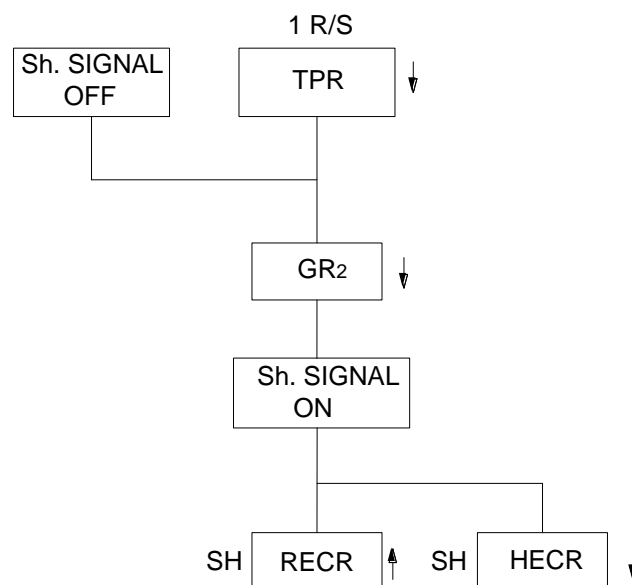 1 R/S
Sh. SIGNAL
OFF
TPR
GR2
Sh. SIGNAL
ON
SH RECR
SH HECR